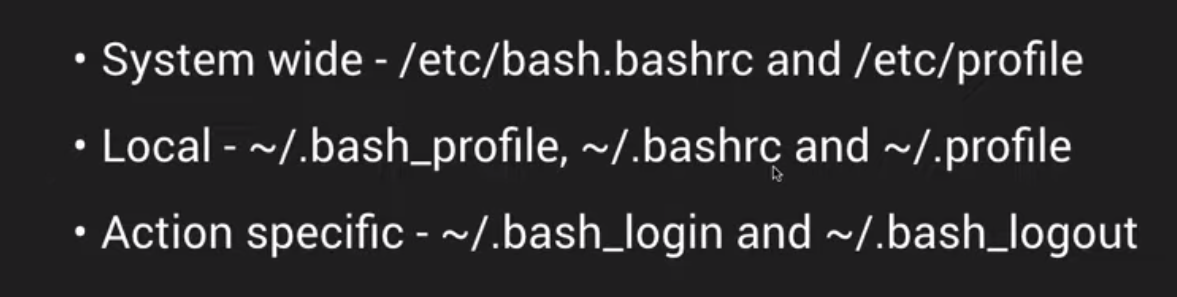 • System wide - /etc/bash.bashrc and /etc/profile
• Local - ~/.bash_profile, ~/.bashrc and ~/.profile
• Action specific - ~/.bash_login and ~/.bash_logout